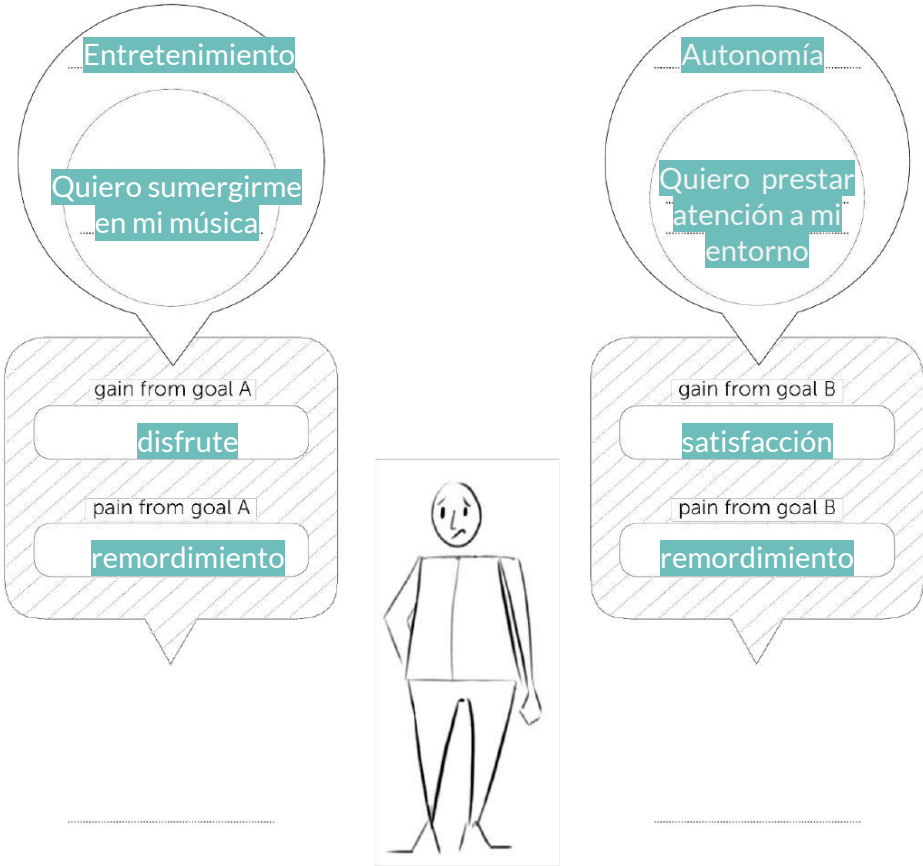 Entretenimiento
Quiero sumergirme
en mi música
gain from goal A
disfrute
pain from goal A
remordimiento
Autonomía
Quiero prestar
atención a mi
entorno
gain from goal B
satisfacción
pain from goal B
remordimiento